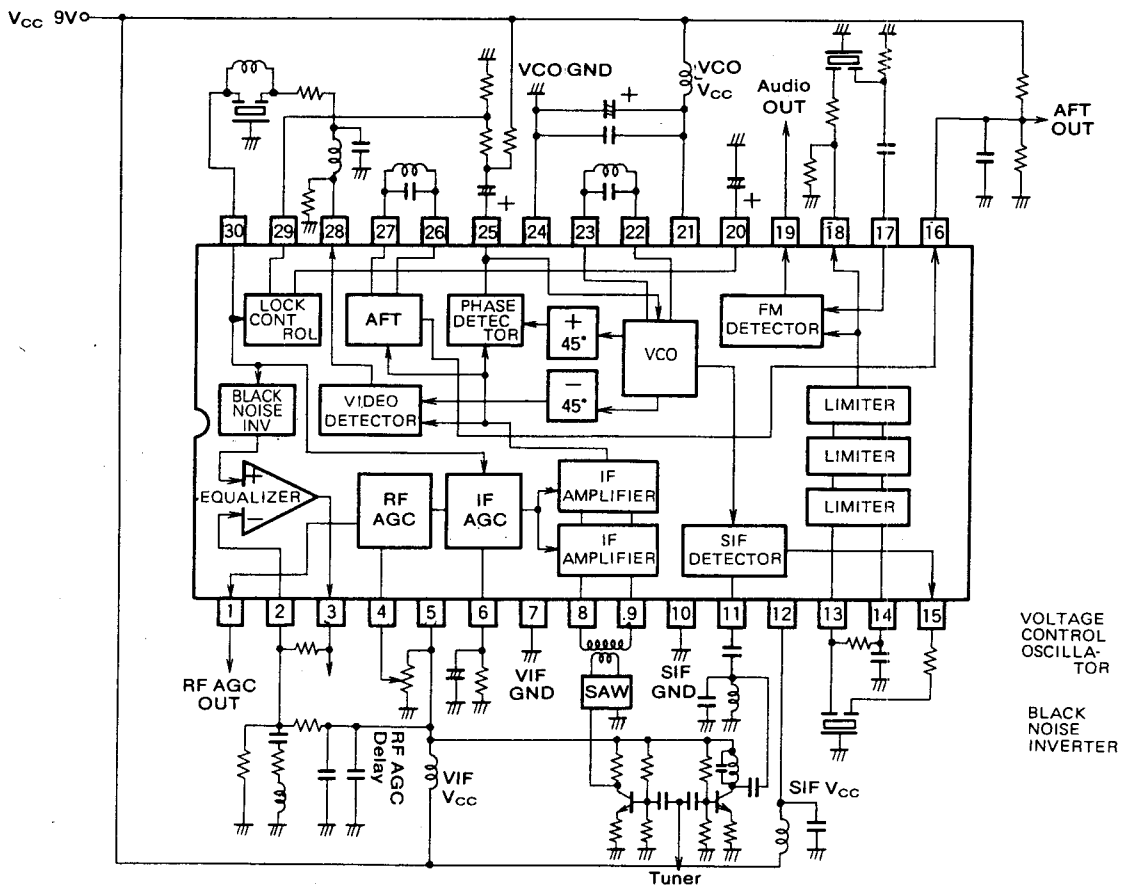 VCC 9V
VCO GND
VCO
VCC
Audio
OUT
AFT
OUT
+
+
+
30
29
28
27
26
25
24
23
22
21
20
19
18
17
16
LOCK
CONT
ROL
AFT
PHASE
DETEC
TOR
+
45°
VCO
FM
DETECTOR
BLACK
NOISE
INV
VIDEO
DETECTOR
−
45°
LIMITER
LIMITER
LIMITER
+
EQUALIZER
−
RF
AGC
IF
AGC
IF
AMPLIFIER
IF
AMPLIFIER
SIF
DETECTOR
1
2
3
4
5
6
7
8
9
10
11
12
13
14
15
RF AGC
OUT
VIF
GND
SAW
SIF
GND
RF AGC
Delay
VIF
VCC
SIF VCC
Tuner
VOLTAGE
CONTROL
OSCILLA-
TOR
BLACK
NOISE
INVERTER